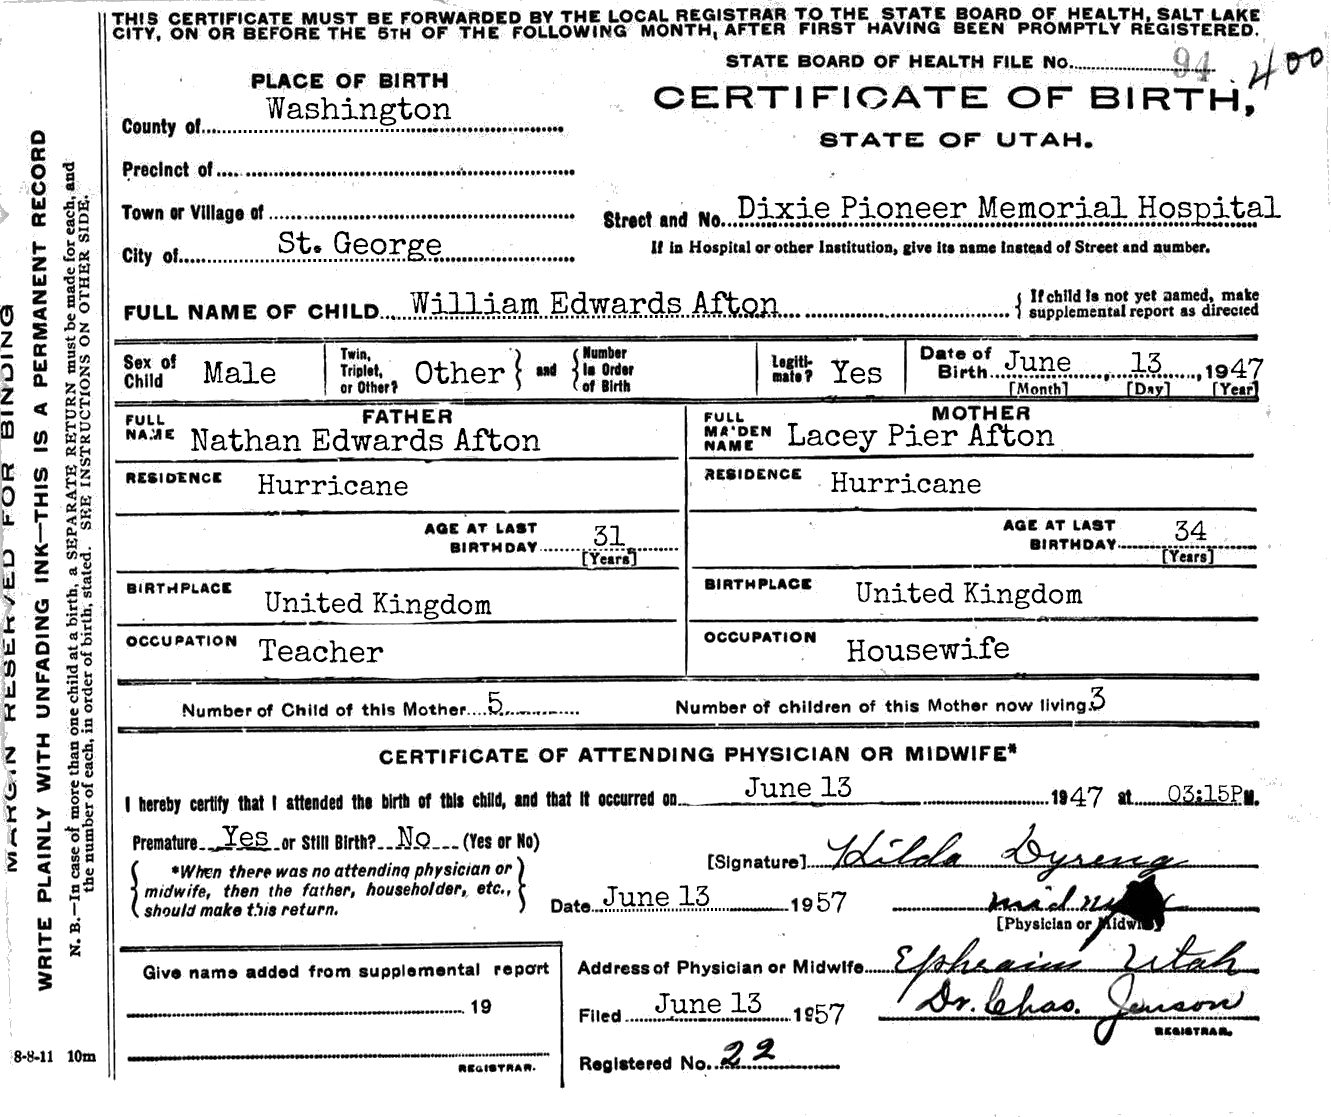 THIS CERTIFICATE MUST BE FORWARDED BY THE LOCAL REGISTRAR TO THE STATE BOARD OF HEALTH, SALT LAKE
CITY, ON OR BEFORE THE 5TH OF THE FOLLOWING MONTH, AFTER FIRST HAVING BEEN PROMPTLY REGISTERED.
STATE BOARD OF HEALTH FILE No. 94 400
PLACE OF BIRTH
CERTIFICATE OF BIRTH,
STATE OF UTAH.
County of Washington
Precinct of
Town or Village of
Street and No. Dixie Pioneer Memorial Hospital
City of St. George
If in Hospital or other Institution, give its name instead of Street and number.
FULL NAME OF CHILD William Edwards Afton
{ If child is not yet named, make
supplemental report as directed
Sex of
Child Male
Twin,
Triplet,
or Other? Other } and { Number
in Order
of Birth
Legiti-
mate? Yes
Date of
Birth June, 13, 1947
[Month] [Day] [Year]
FATHER
FULL
NAME Nathan Edwards Afton
MOTHER
FULL
MAIDEN
NAME Lacey Pier Afton
RESIDENCE Hurricane
RESIDENCE Hurricane
AGE AT LAST
BIRTHDAY 31
[Years]
AGE AT LAST
BIRTHDAY 34
[Years]
BIRTHPLACE United Kingdom
BIRTHPLACE United Kingdom
OCCUPATION Teacher
OCCUPATION Housewife
Number of Child of this Mother 5
Number of children of this Mother now living 3
CERTIFICATE OF ATTENDING PHYSICIAN OR MIDWIFE*
I hereby certify that I attended the birth of this child, and that it occurred on June 13 1947 at 03:15P M.
Premature Yes or Still Birth? No (Yes or No)
{ *When there was no attending physician or
midwife, then the father, householder, etc.,
should make this return. }
[Signature] Hilda Dyreng
Date June 13 1957
[Physician or Midwife]
Give name added from supplemental report
19
REGISTRAR.
Address of Physician or Midwife Ephraim Utah
Filed June 13 1957 Dr. Chas. Jenson
REGISTRAR.
Registered No. 22
8-8-11 10m
MARGIN RESERVED FOR BINDING
WRITE PLAINLY WITH UNFADING INK—THIS IS A PERMANENT RECORD
N. B.—In case of more than one child at a birth, a SEPARATE RETURN must be made for each, and
the number of each, in order of birth, stated. SEE INSTRUCTIONS ON OTHER SIDE.